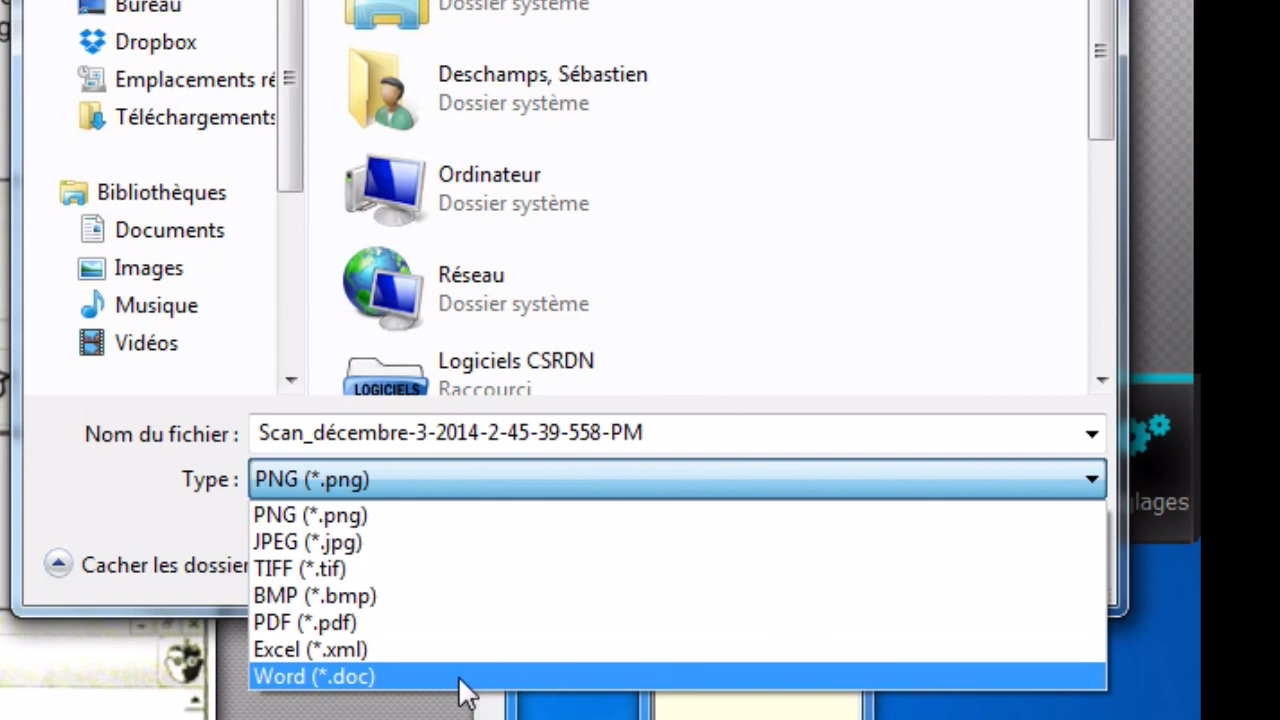 Bureau
Dropbox
Emplacements ré
Téléchargements
Bibliothèques
Documents
Images
Musique
Vidéos
Dossier système
Deschamps, Sébastien
Dossier système
Ordinateur
Dossier système
Réseau
Dossier système
Logiciels CSRDN
LOGICIELS
Raccourci
Nom du fichier : Scan_décembre-3-2014-2-45-39-558-PM
Type : PNG (*.png)
PNG (*.png)
JPEG (*.jpg)
TIFF (*.tif)
BMP (*.bmp)
PDF (*.pdf)
Excel (*.xml)
Word (*.doc)
Cacher les dossier
glages